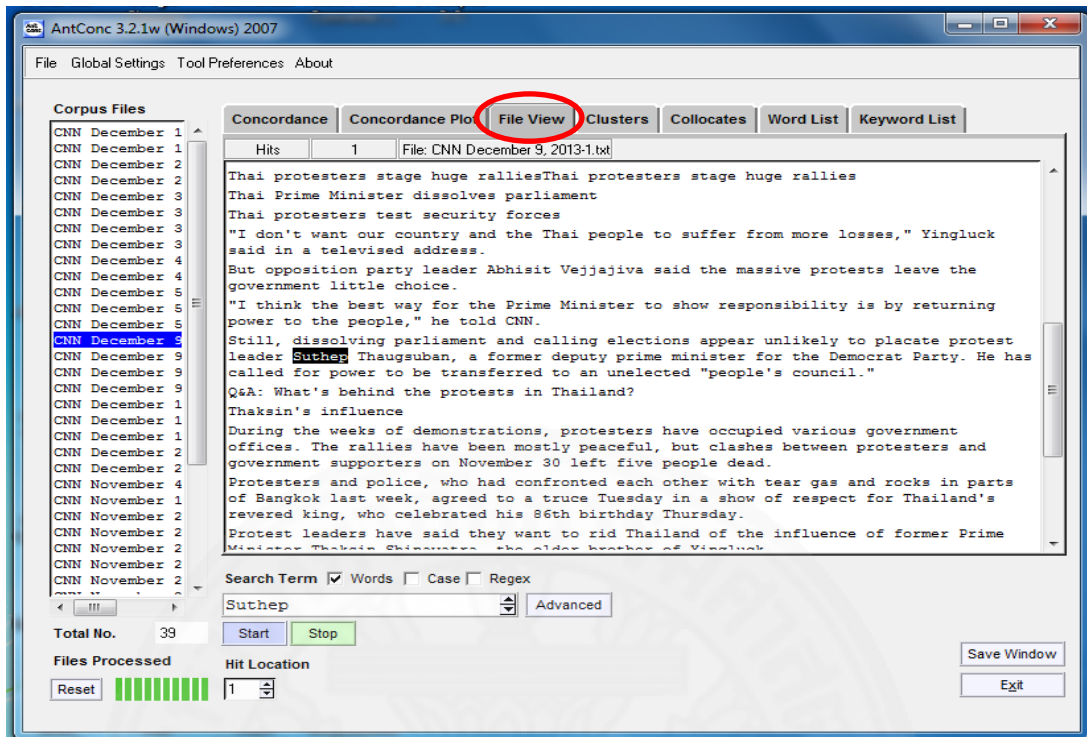 AntConc 3.2.1w (Windows) 2007
File Global Settings Tool Preferences About
Corpus Files
CNN December 1
CNN December 1
CNN December 2
CNN December 2
CNN December 3
CNN December 3
CNN December 3
CNN December 3
CNN December 4
CNN December 4
CNN December 5
CNN December 5
CNN December 5
CNN December 9
CNN December 9
CNN December 9
CNN December 9
CNN December 1
CNN December 1
CNN December 1
CNN December 2
CNN December 2
CNN November 4
CNN November 1
CNN November 2
CNN November 2
CNN November 2
CNN November 2
CNN November 2
Total No. 39
Files Processed
Reset
Concordance Concordance Plot File View Clusters Collocates Word List Keyword List
Hits 1 File: CNN December 9, 2013-1.txt
Thai protesters stage huge ralliesThai protesters stage huge rallies
Thai Prime Minister dissolves parliament
Thai protesters test security forces
"I don't want our country and the Thai people to suffer from more losses," Yingluck
said in a televised address.
But opposition party leader Abhisit Vejjajiva said the massive protests leave the
government little choice.
"I think the best way for the Prime Minister to show responsibility is by returning
power to the people," he told CNN.
Still, dissolving parliament and calling elections appear unlikely to placate protest
leader Suthep Thaugsuban, a former deputy prime minister for the Democrat Party. He has
called for power to be transferred to an unelected "people's council."
Q&A: What's behind the protests in Thailand?
Thaksin's influence
During the weeks of demonstrations, protesters have occupied various government
offices. The rallies have been mostly peaceful, but clashes between protesters and
government supporters on November 30 left five people dead.
Protesters and police, who had confronted each other with tear gas and rocks in parts
of Bangkok last week, agreed to a truce Tuesday in a show of respect for Thailand's
revered king, who celebrated his 86th birthday Thursday.
Protest leaders have said they want to rid Thailand of the influence of former Prime
Minister Thaksin Shinawatra, the older brother of Yingluck
Search Term Words Case Regex
Suthep Advanced
Start Stop
Hit Location
1
Save Window
Exit